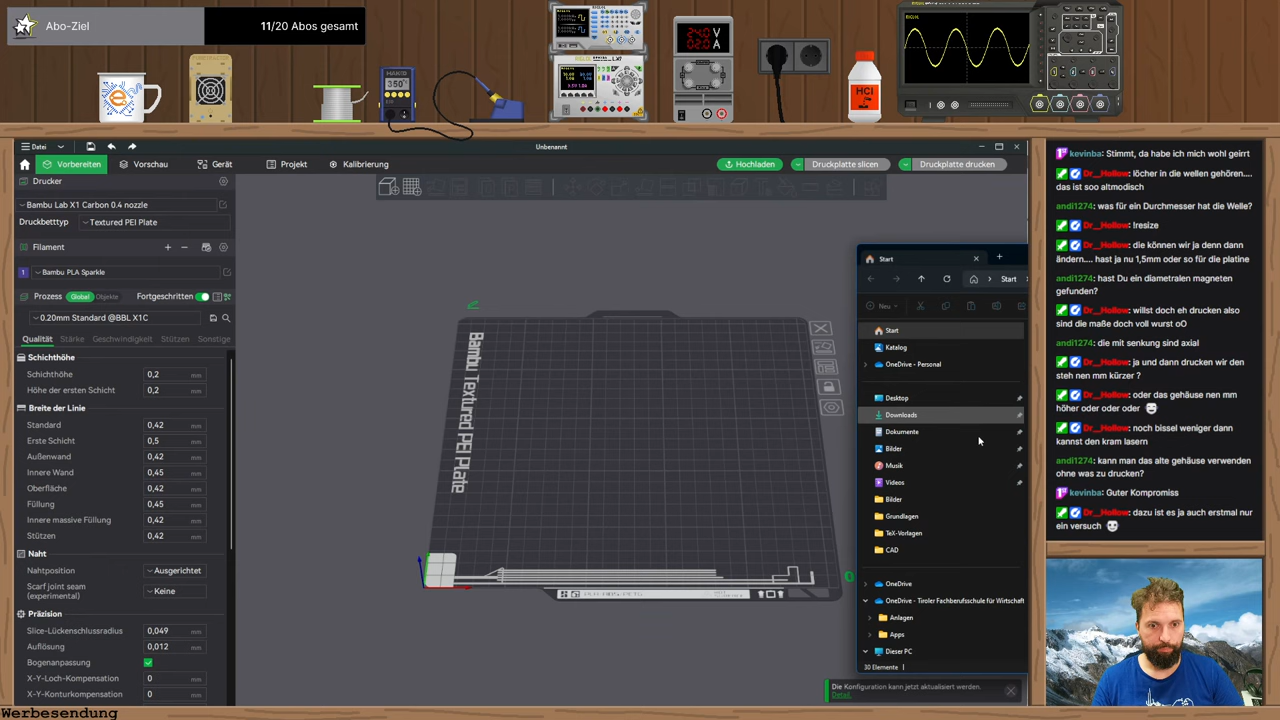 Abo-Ziel
11/20 Abos gesamt
HAKKO
350°
24.0 V
02.0 A
HCl
RIGOL
Datei
Unbenannt
Vorbereiten
Vorschau
Gerät
Projekt
Kalibrierung
Hochladen
Druckplatte slicen
Druckplatte drucken
Drucker
Bambu Lab X1 Carbon 0.4 nozzle
Druckbetttyp
Textured PEI Plate
Filament
1
Bambu PLA Sparkle
Prozess
Global
Objekte
Fortgeschritten
0.20mm Standard @BBL X1C
Qualität
Stärke
Geschwindigkeit
Stützen
Sonstige
Schichthöhe
Schichthöhe 0,2 mm
Höhe der ersten Schicht 0,2 mm
Breite der Linie
Standard 0,42 mm
Erste Schicht 0,5 mm
Außenwand 0,42 mm
Innere Wand 0,45 mm
Oberfläche 0,42 mm
Füllung 0,45 mm
Innere massive Füllung 0,42 mm
Stützen 0,42 mm
Naht
Nahtposition Ausgerichtet
Scarf joint seam
(experimental)
Keine
Präzision
Slice-Lückenschlussradius 0,049 mm
Auflösung 0,012 mm
Bogenanpassung
X-Y-Loch-Kompensation 0 mm
X-Y-Konturkompensation 0 mm
Werbesendung
Bambu Textured PEI Plate
Start
Start
Neu
Start
Katalog
OneDrive - Personal
Desktop
Downloads
Dokumente
Bilder
Musik
Videos
Bilder
Grundlagen
TeX-Vorlagen
CAD
OneDrive
OneDrive - Tiroler Fachberufsschule für Wirtschaft
Anlagen
Apps
Dieser PC
30 Elemente
Die Konfiguration kann jetzt aktualisiert werden.
Detail.
kevinba: Stimmt, da habe ich mich wohl geirrt
Dr__Hollow: löcher in die wellen gehören....
das ist soo altmodisch
andi1274: was für ein Durchmesser hat die Welle?
Dr__Hollow: !resize
Dr__Hollow: die können wir ja denn dann
ändern.... hast ja nur 1,5mm oder so für die platine
andi1274: hast Du ein diametralen magneten
gefunden?
Dr__Hollow: willst doch eh drucken also
sind die maße doch voll wurst oO
andi1274: die mit senkung sind axial
Dr__Hollow: ja und dann drucken wir den
steh nen mm kürzer ?
Dr__Hollow: oder das gehäuse nen mm
höher oder oder oder
Dr__Hollow: noch bissel weniger dann
kannst den kram lasern
andi1274: kann man das alte gehäuse verwenden
ohne was zu drucken?
kevinba: Guter Kompromiss
Dr__Hollow: dazu ist es ja auch erstmal nur
ein versuch